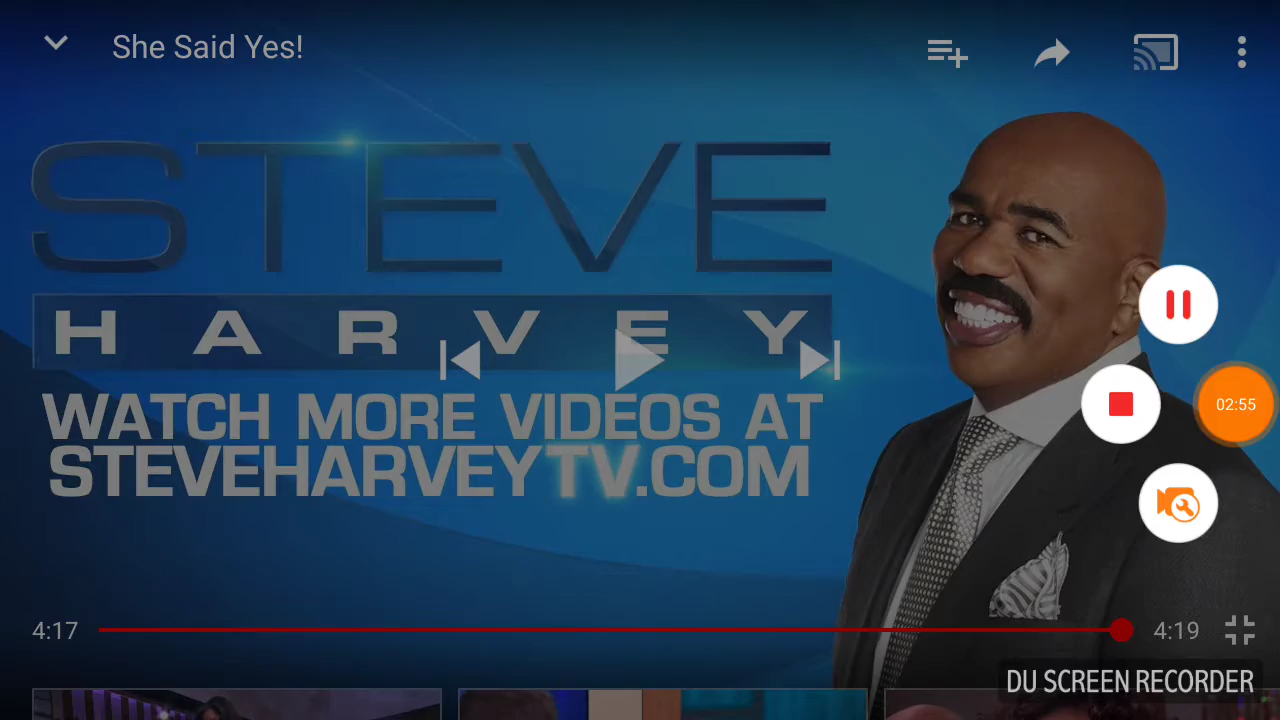 She Said Yes!
STEVE
HARVEY
WATCH MORE VIDEOS AT
STEVEHARVEYTV.COM
02:55
4:17
4:19
DU SCREEN RECORDER